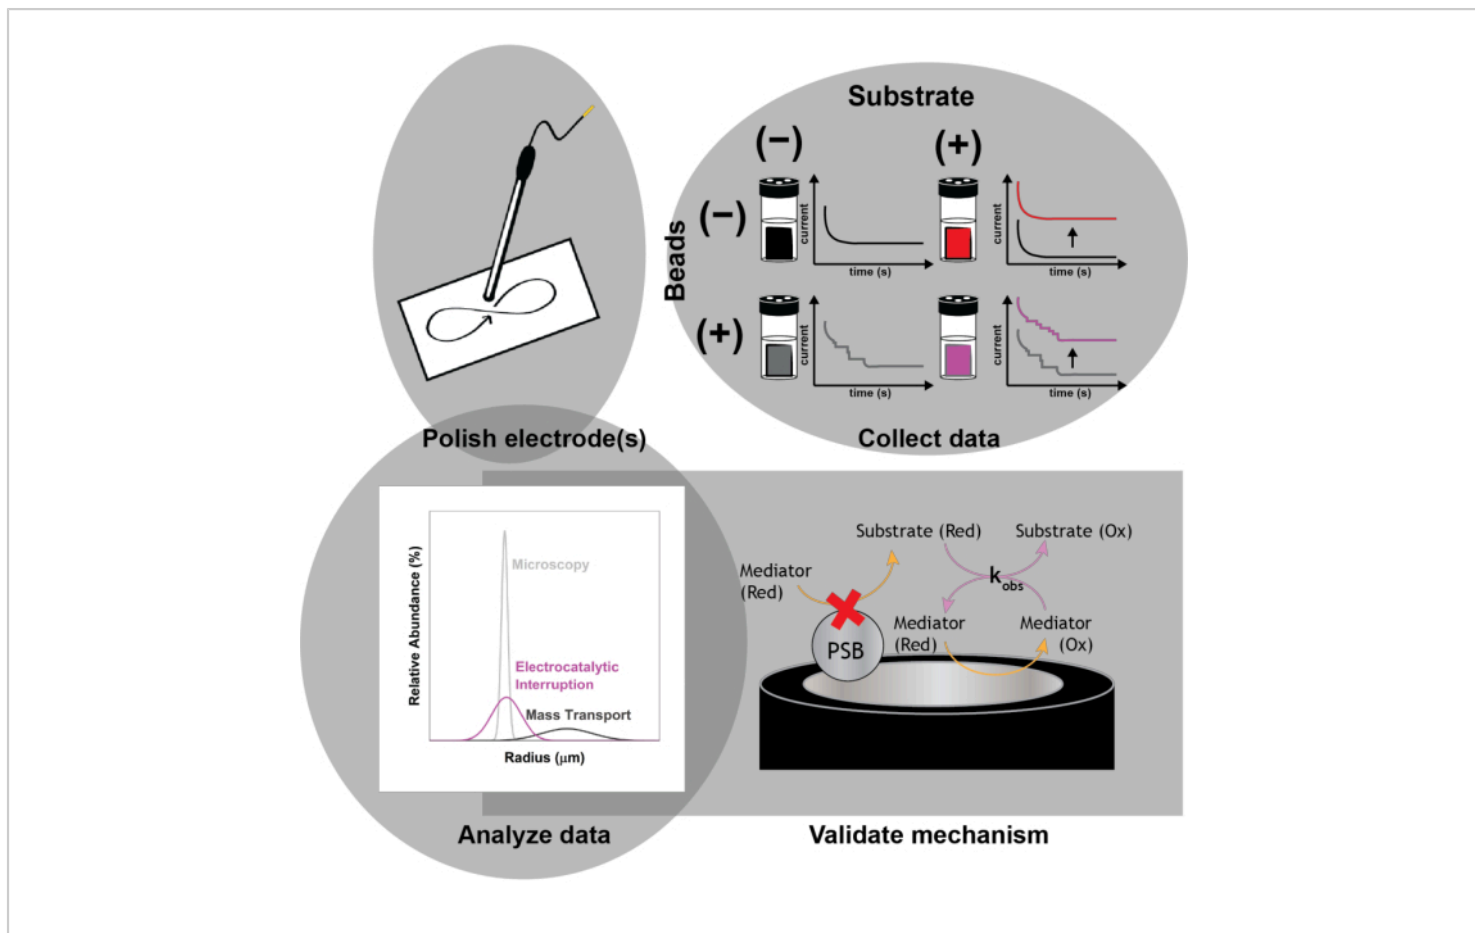 Polish electrode(s)
Substrate
(−)
(+)
Beads
(−)
current
time (s)
current
time (s)
(+)
current
time (s)
current
time (s)
Collect data
Relative Abundance (%)
Microscopy
Electrocatalytic
Interruption
Mass Transport
Radius (μm)
Analyze data
Substrate (Red)
Substrate (Ox)
Mediator
(Red)
kobs
Mediator
(Red)
Mediator
(Ox)
PSB
Validate mechanism